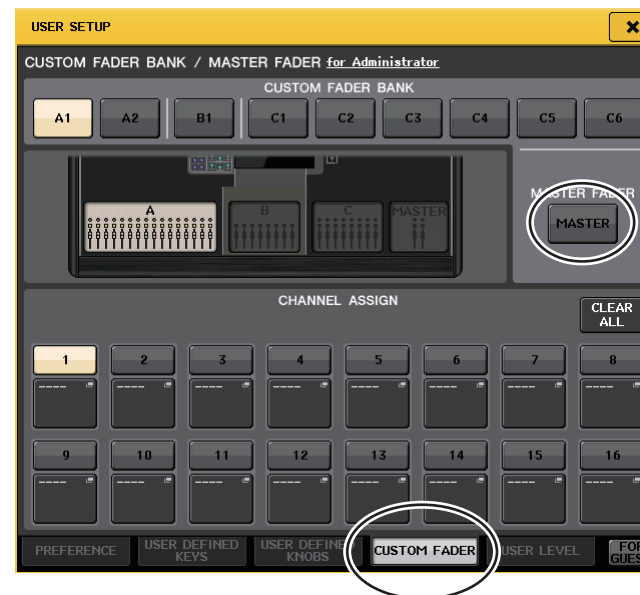 USER SETUP
CUSTOM FADER BANK / MASTER FADER for Administrator
CUSTOM FADER BANK
A1 A2 B1 C1 C2 C3 C4 C5 C6
A B C MASTER
MASTER FADER
MASTER
CHANNEL ASSIGN
CLEAR ALL
1 2 3 4 5 6 7 8
---- ---- ---- ---- ---- ---- ---- ----
9 10 11 12 13 14 15 16
---- ---- ---- ---- ---- ---- ---- ----
PREFERENCE USER DEFINED KEYS USER DEFINED KNOBS CUSTOM FADER USER LEVEL